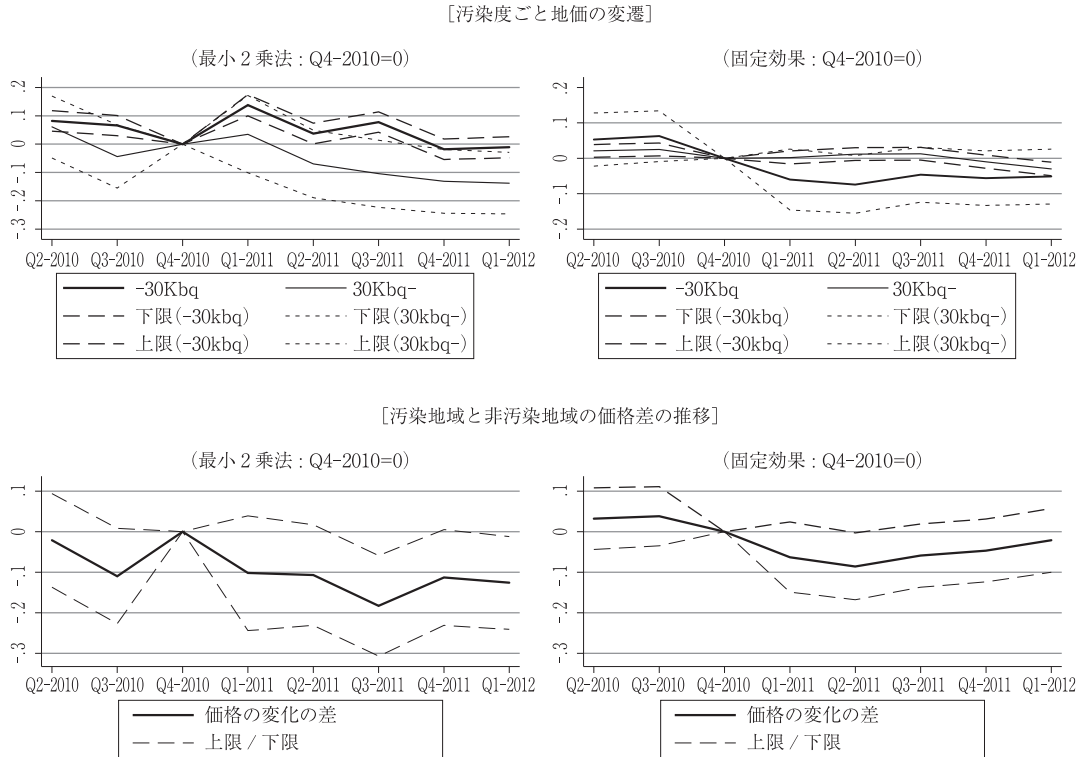 [汚染度ごと地価の変遷]
(最小2乗法：Q4-2010=0)
.2
.1
0
-.1
-.2
-.3
Q2-2010 Q3-2010 Q4-2010 Q1-2011 Q2-2011 Q3-2011 Q4-2011 Q1-2012
-30Kbq 30Kbq-
下限(-30kbq) 下限(30kbq-)
上限(-30kbq) 上限(30kbq-)
(固定効果：Q4-2010=0)
.2
.1
0
-.1
-.2
Q2-2010 Q3-2010 Q4-2010 Q1-2011 Q2-2011 Q3-2011 Q4-2011 Q1-2012
-30Kbq 30Kbq-
下限(-30kbq) 下限(30kbq-)
上限(-30kbq) 上限(30kbq-)
[汚染地域と非汚染地域の価格差の推移]
(最小2乗法：Q4-2010=0)
.1
0
-.1
-.2
-.3
Q2-2010 Q3-2010 Q4-2010 Q1-2011 Q2-2011 Q3-2011 Q4-2011 Q1-2012
価格の変化の差
上限/下限
(固定効果：Q4-2010=0)
.1
0
-.1
-.2
-.3
Q2-2010 Q3-2010 Q4-2010 Q1-2011 Q2-2011 Q3-2011 Q4-2011 Q1-2012
価格の変化の差
上限/下限